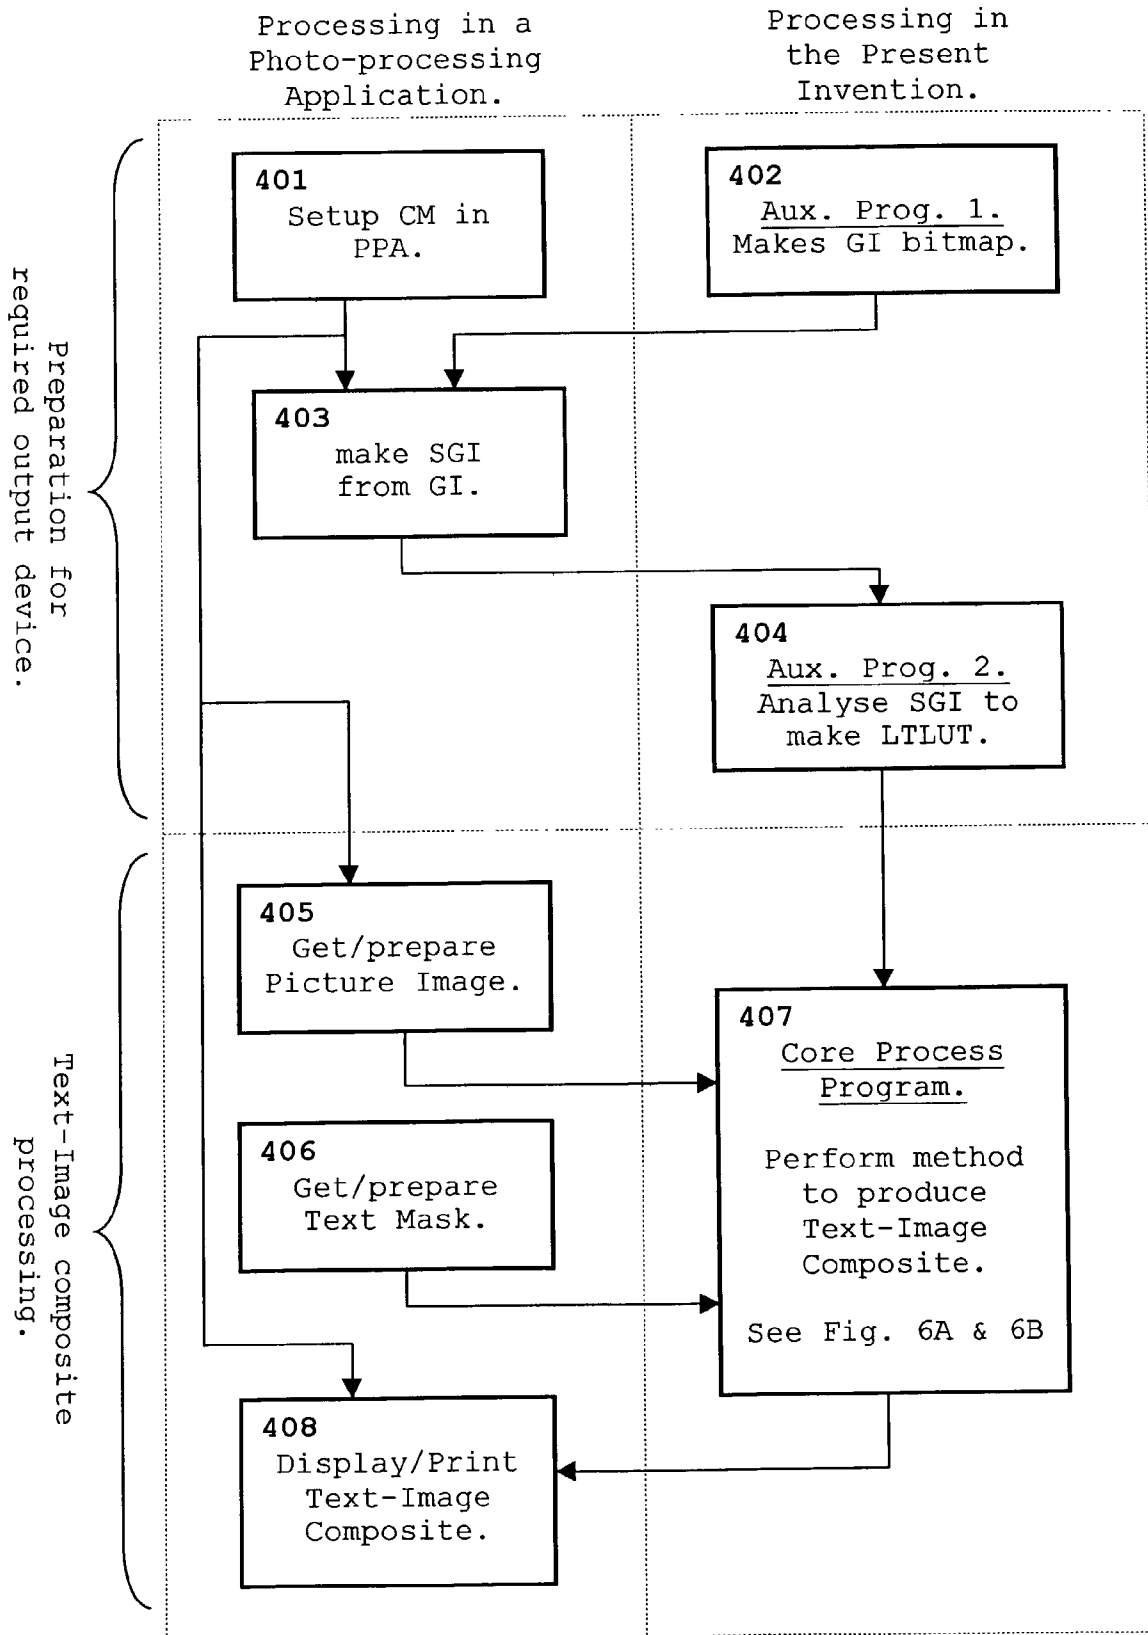 Processing in a
Photo-processing
Application.
Processing in
the Present
Invention.
Preparation for
required output device.
401
Setup CM in
PPA.
402
Aux. Prog. 1.
Makes GI bitmap.
403
make SGI
from GI.
404
Aux. Prog. 2.
Analyse SGI to
make LTLUT.
Text-Image composite
processing.
405
Get/prepare
Picture Image.
406
Get/prepare
Text Mask.
407
Core Process
Program.
Perform method
to produce
Text-Image
Composite.
See Fig. 6A & 6B
408
Display/Print
Text-Image
Composite.